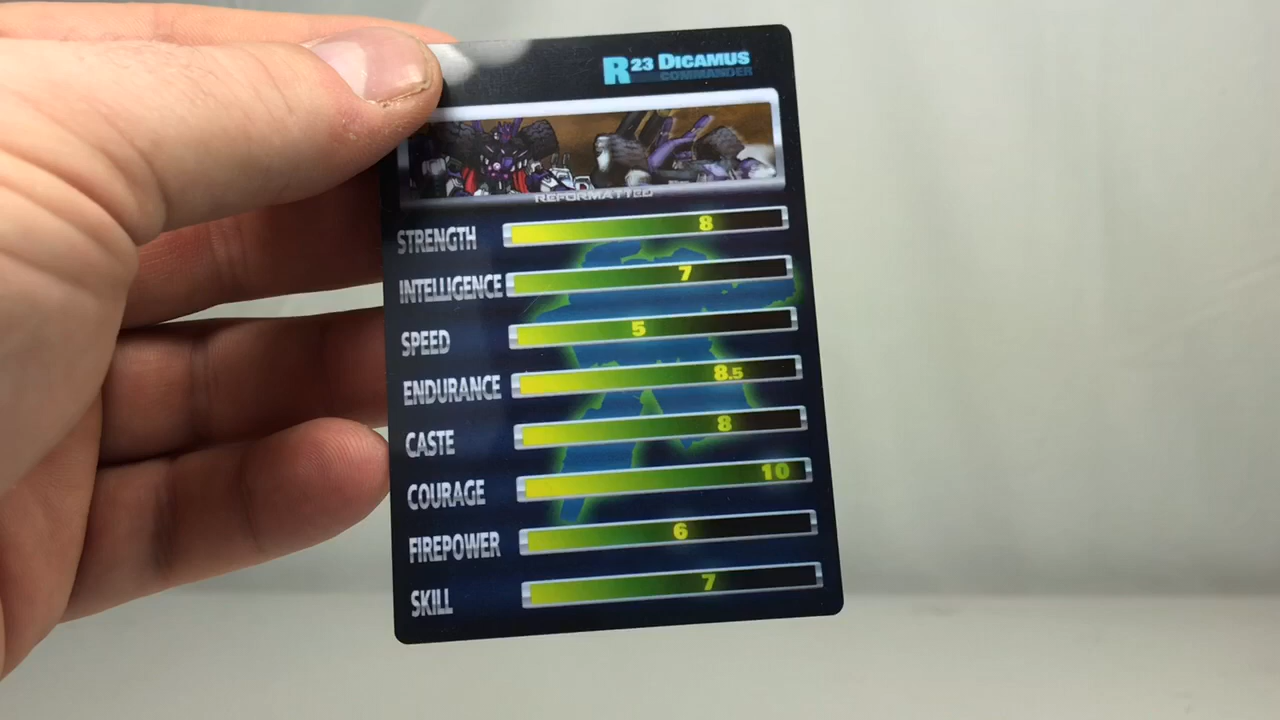 R23 DICAMUS
COMMANDER
REFORMATTED
STRENGTH 8
INTELLIGENCE 7
SPEED 5
ENDURANCE 8.5
CASTE 8
COURAGE 10
FIREPOWER 6
SKILL 7